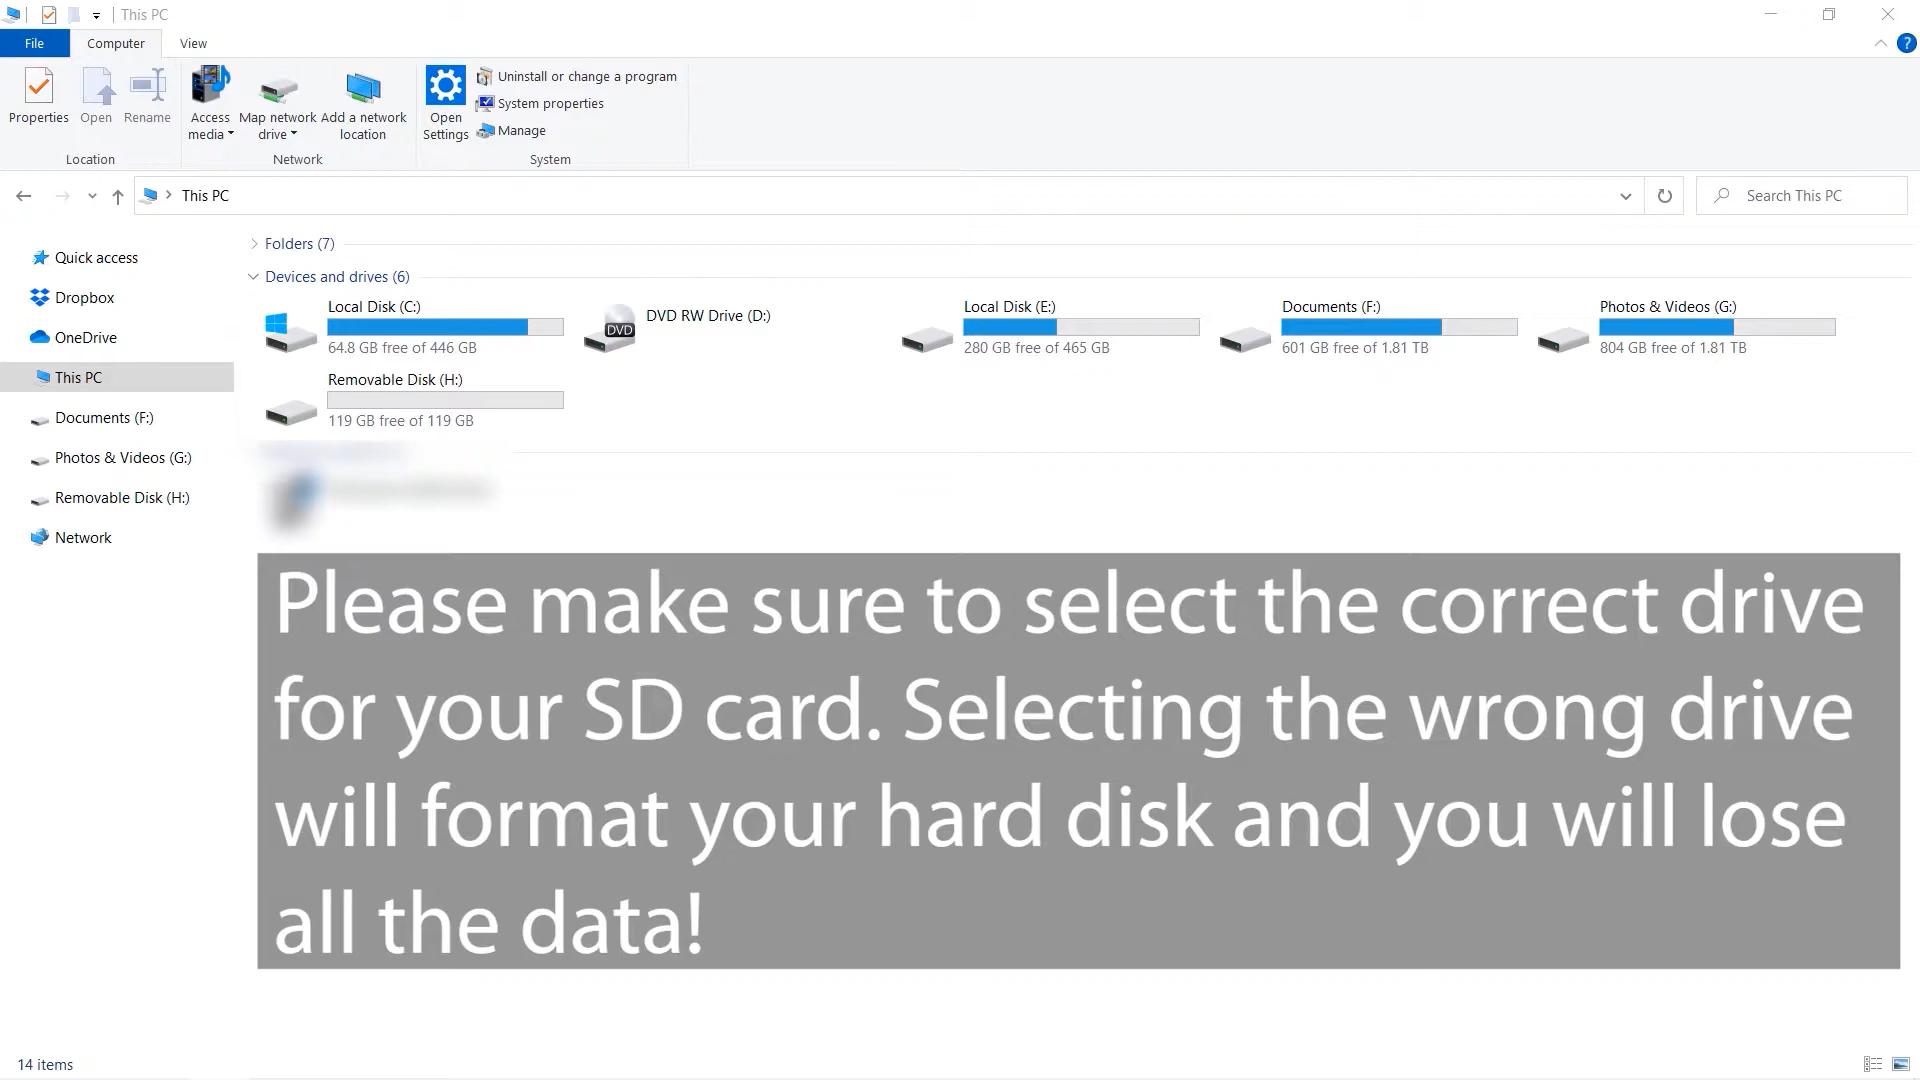 This PC
File
Computer
View
Properties
Open
Rename
Location
Access media
Map network drive
Add a network location
Network
Open Settings
Uninstall or change a program
System properties
Manage
System
This PC
Search This PC
Quick access
Dropbox
OneDrive
This PC
Documents (F:)
Photos & Videos (G:)
Removable Disk (H:)
Network
Folders (7)
Devices and drives (6)
Local Disk (C:)
64.8 GB free of 446 GB
DVD
DVD RW Drive (D:)
Local Disk (E:)
280 GB free of 465 GB
Documents (F:)
601 GB free of 1.81 TB
Photos & Videos (G:)
804 GB free of 1.81 TB
Removable Disk (H:)
119 GB free of 119 GB
Please make sure to select the correct drive
for your SD card. Selecting the wrong drive
will format your hard disk and you will lose
all the data!
14 items